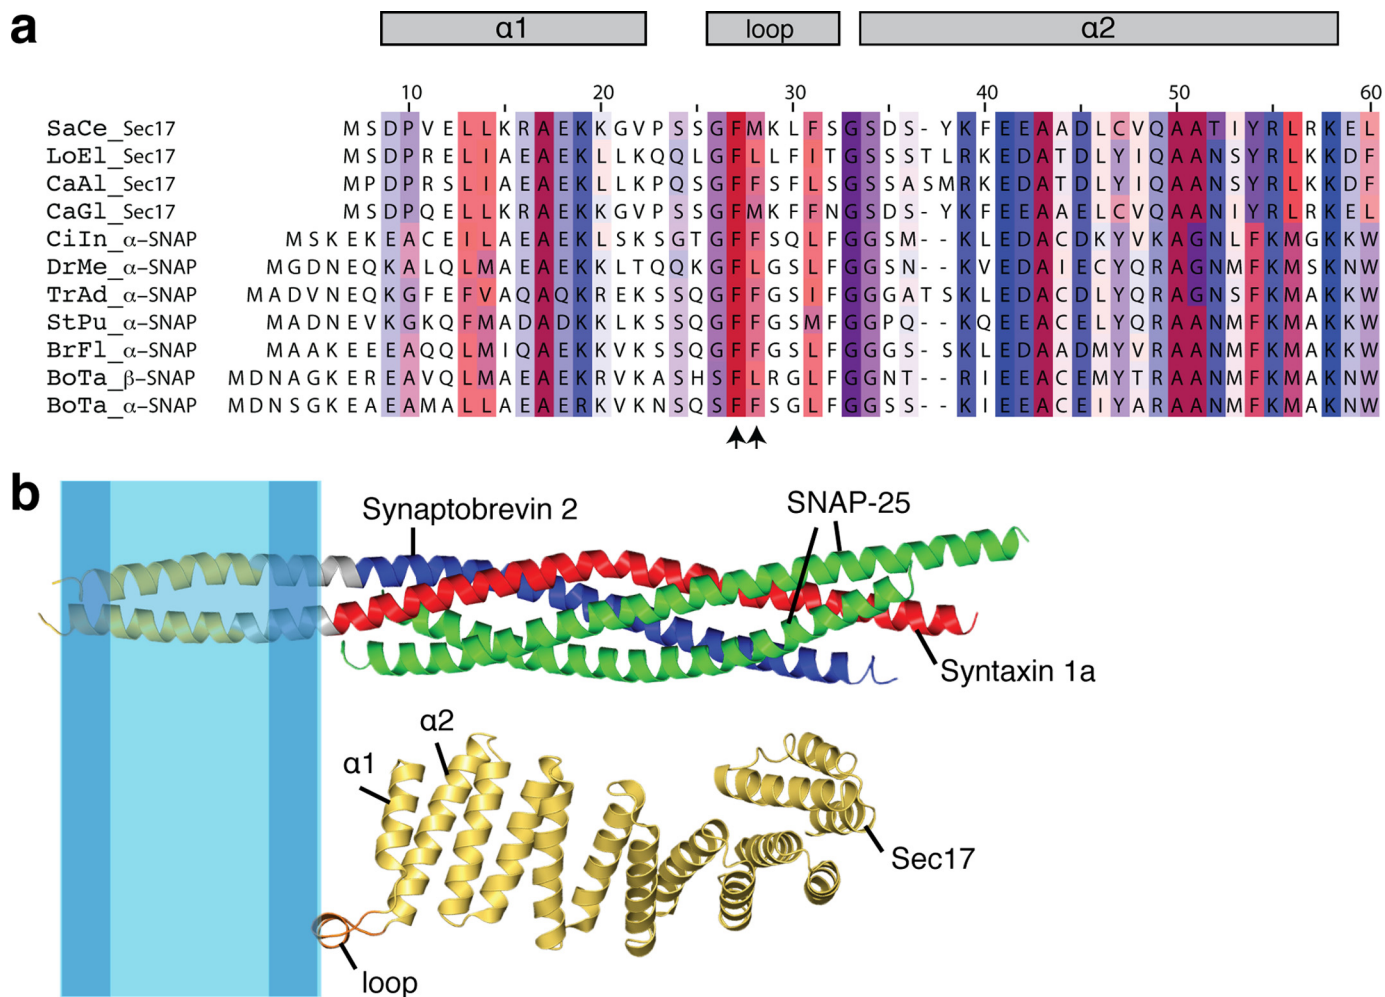 a
α1 loop α2
10 20 30 40 50 60
SaCe_Sec17 M S D P V E L L K R A E K K G V P S S G F M K L F S G S D S - Y K F E E A A D L C V Q A A T I Y R L R K E L
LoEl_Sec17 M S D P R E L I A E A E K L L K Q Q L G F L L F I T G S S S T L R K E D A T D L Y I Q A A N S Y R L K K D F
CaAl_Sec17 M P D P R S L I A E A E K L L K P Q S G F F S F L S G S S A S M R K E D A T D L Y I Q A A N S Y R L K K D F
CaGl_Sec17 M S D P Q E L L K R A E K K G V P S S G F M K F F N G S D S - Y K F E E A A E L C V Q A A N I Y R L R K E L
CiIn_α-SNAP M S K E K E A C E I L A E A E K L S K S G T G F F S Q L F G G S M - - K L E D A C D K Y V K A G N L F K M G K K W
DrMe_α-SNAP M G D N E Q K A L Q L M A E A E K K L T Q Q K G F L G S L F G G S N - - K V E D A I E C Y Q R A G N M F K M S K N W
TrAd_α-SNAP M A D V N E Q K G F E F V A Q A Q K R E K S S Q G F F G S I F G G G A T S K L E D A C D L Y Q R A G N S F K M A K K W
StPu_α-SNAP M A D N E V K G K Q F M A D A D K K L K S S Q G F F G S M F G G P Q - - K Q E E A C E L Y Q R A A N M F K M A K K W
BrFl_α-SNAP M A A K E E E A Q Q L M I Q A E K K V K S S Q G F F G S L F G G G S - S K L E D A A D M Y V R A A N M F K M A K K W
BoTa_β-SNAP M D N A G K E R E A V Q L M A E A E K R V K A S H S F L R G L F G G N T - - R I E E A C E M Y T R A A N M F K M A K N W
BoTa_α-SNAP M D N S G K E A E A M A L L A E A E R K V K N S Q S F F S G L F G G S S - - K I E E A C E I Y A R A A N M F K M A K N W
b
Synaptobrevin 2
SNAP-25
Syntaxin 1a
α1
α2
Sec17
loop